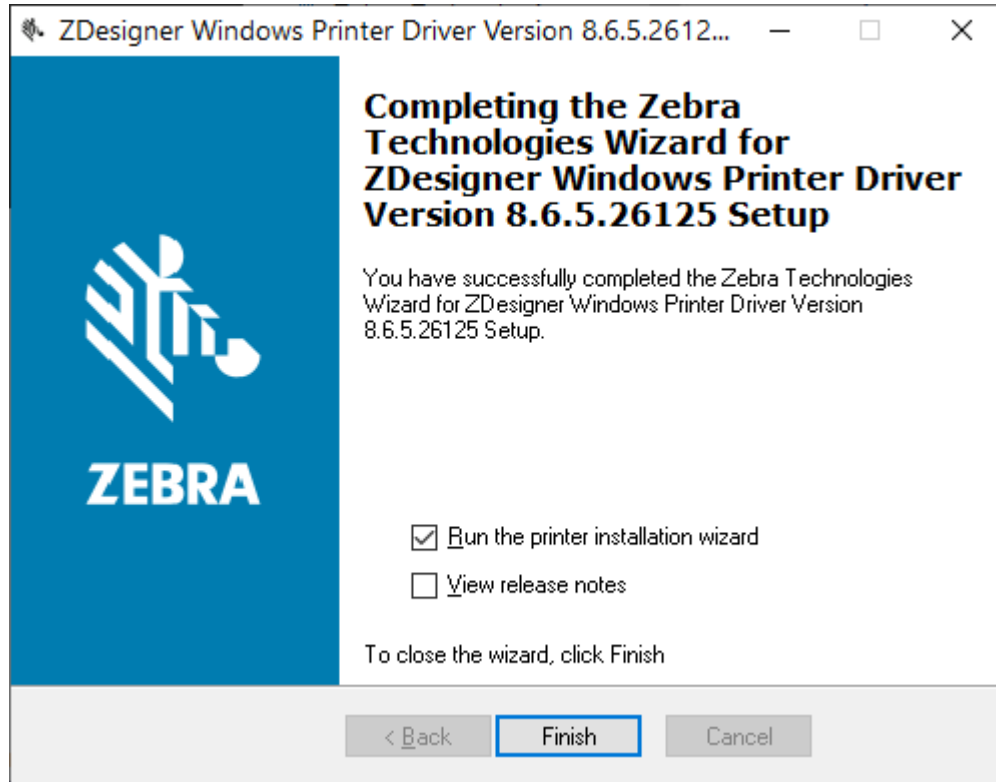 ZDesigner Windows Printer Driver Version 8.6.5.2612...
Completing the Zebra
Technologies Wizard for
ZDesigner Windows Printer Driver
Version 8.6.5.26125 Setup
You have successfully completed the Zebra Technologies
Wizard for ZDesigner Windows Printer Driver Version
8.6.5.26125 Setup.
ZEBRA
Run the printer installation wizard
View release notes
To close the wizard, click Finish
< Back
Finish
Cancel